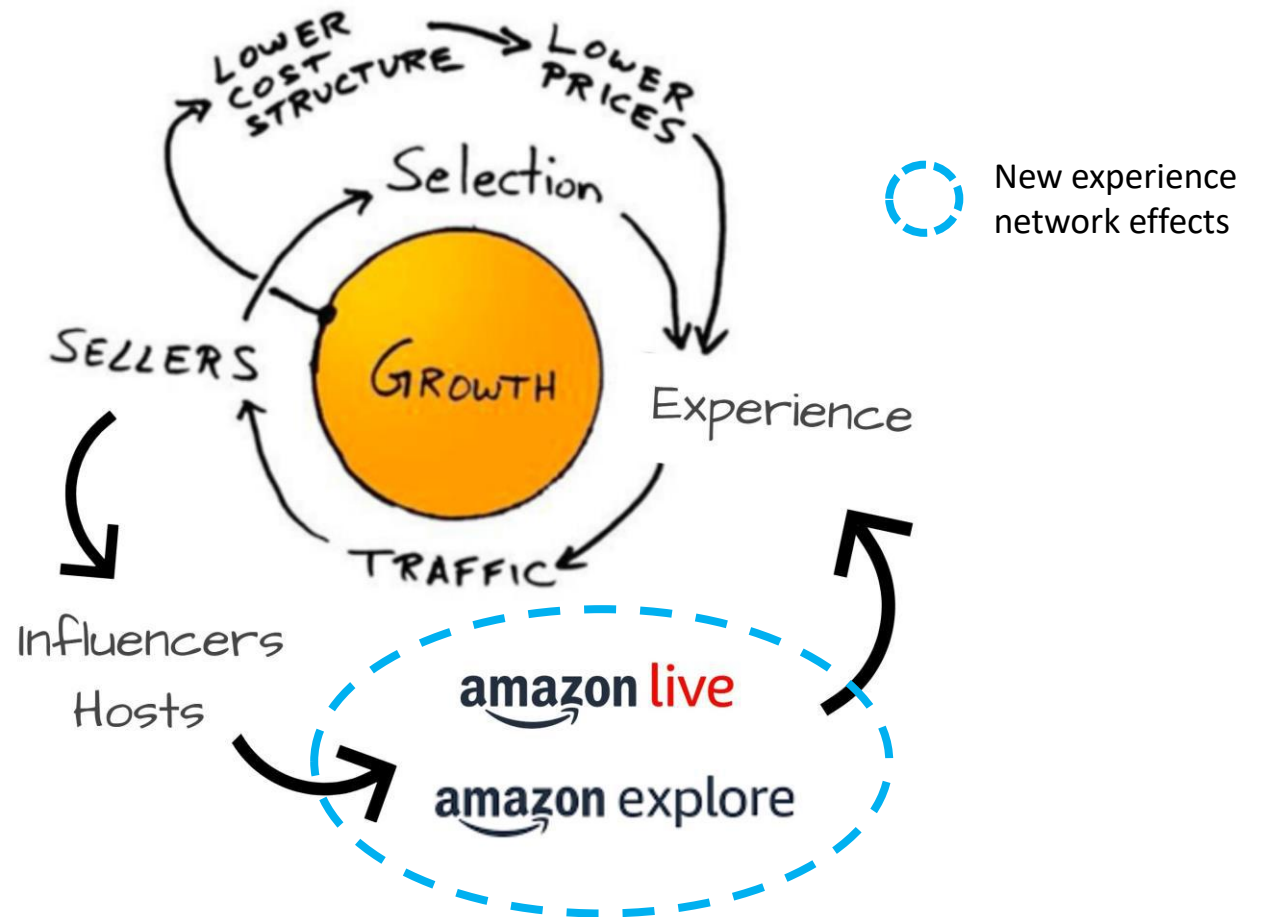 LOWER
COST
STRUCTURE
LOWER
PRICES
Selection
New experience
network effects
SELLERS
GROWTH
Experience
TRAFFIC
Influencers
Hosts
amazon live
amazon explore